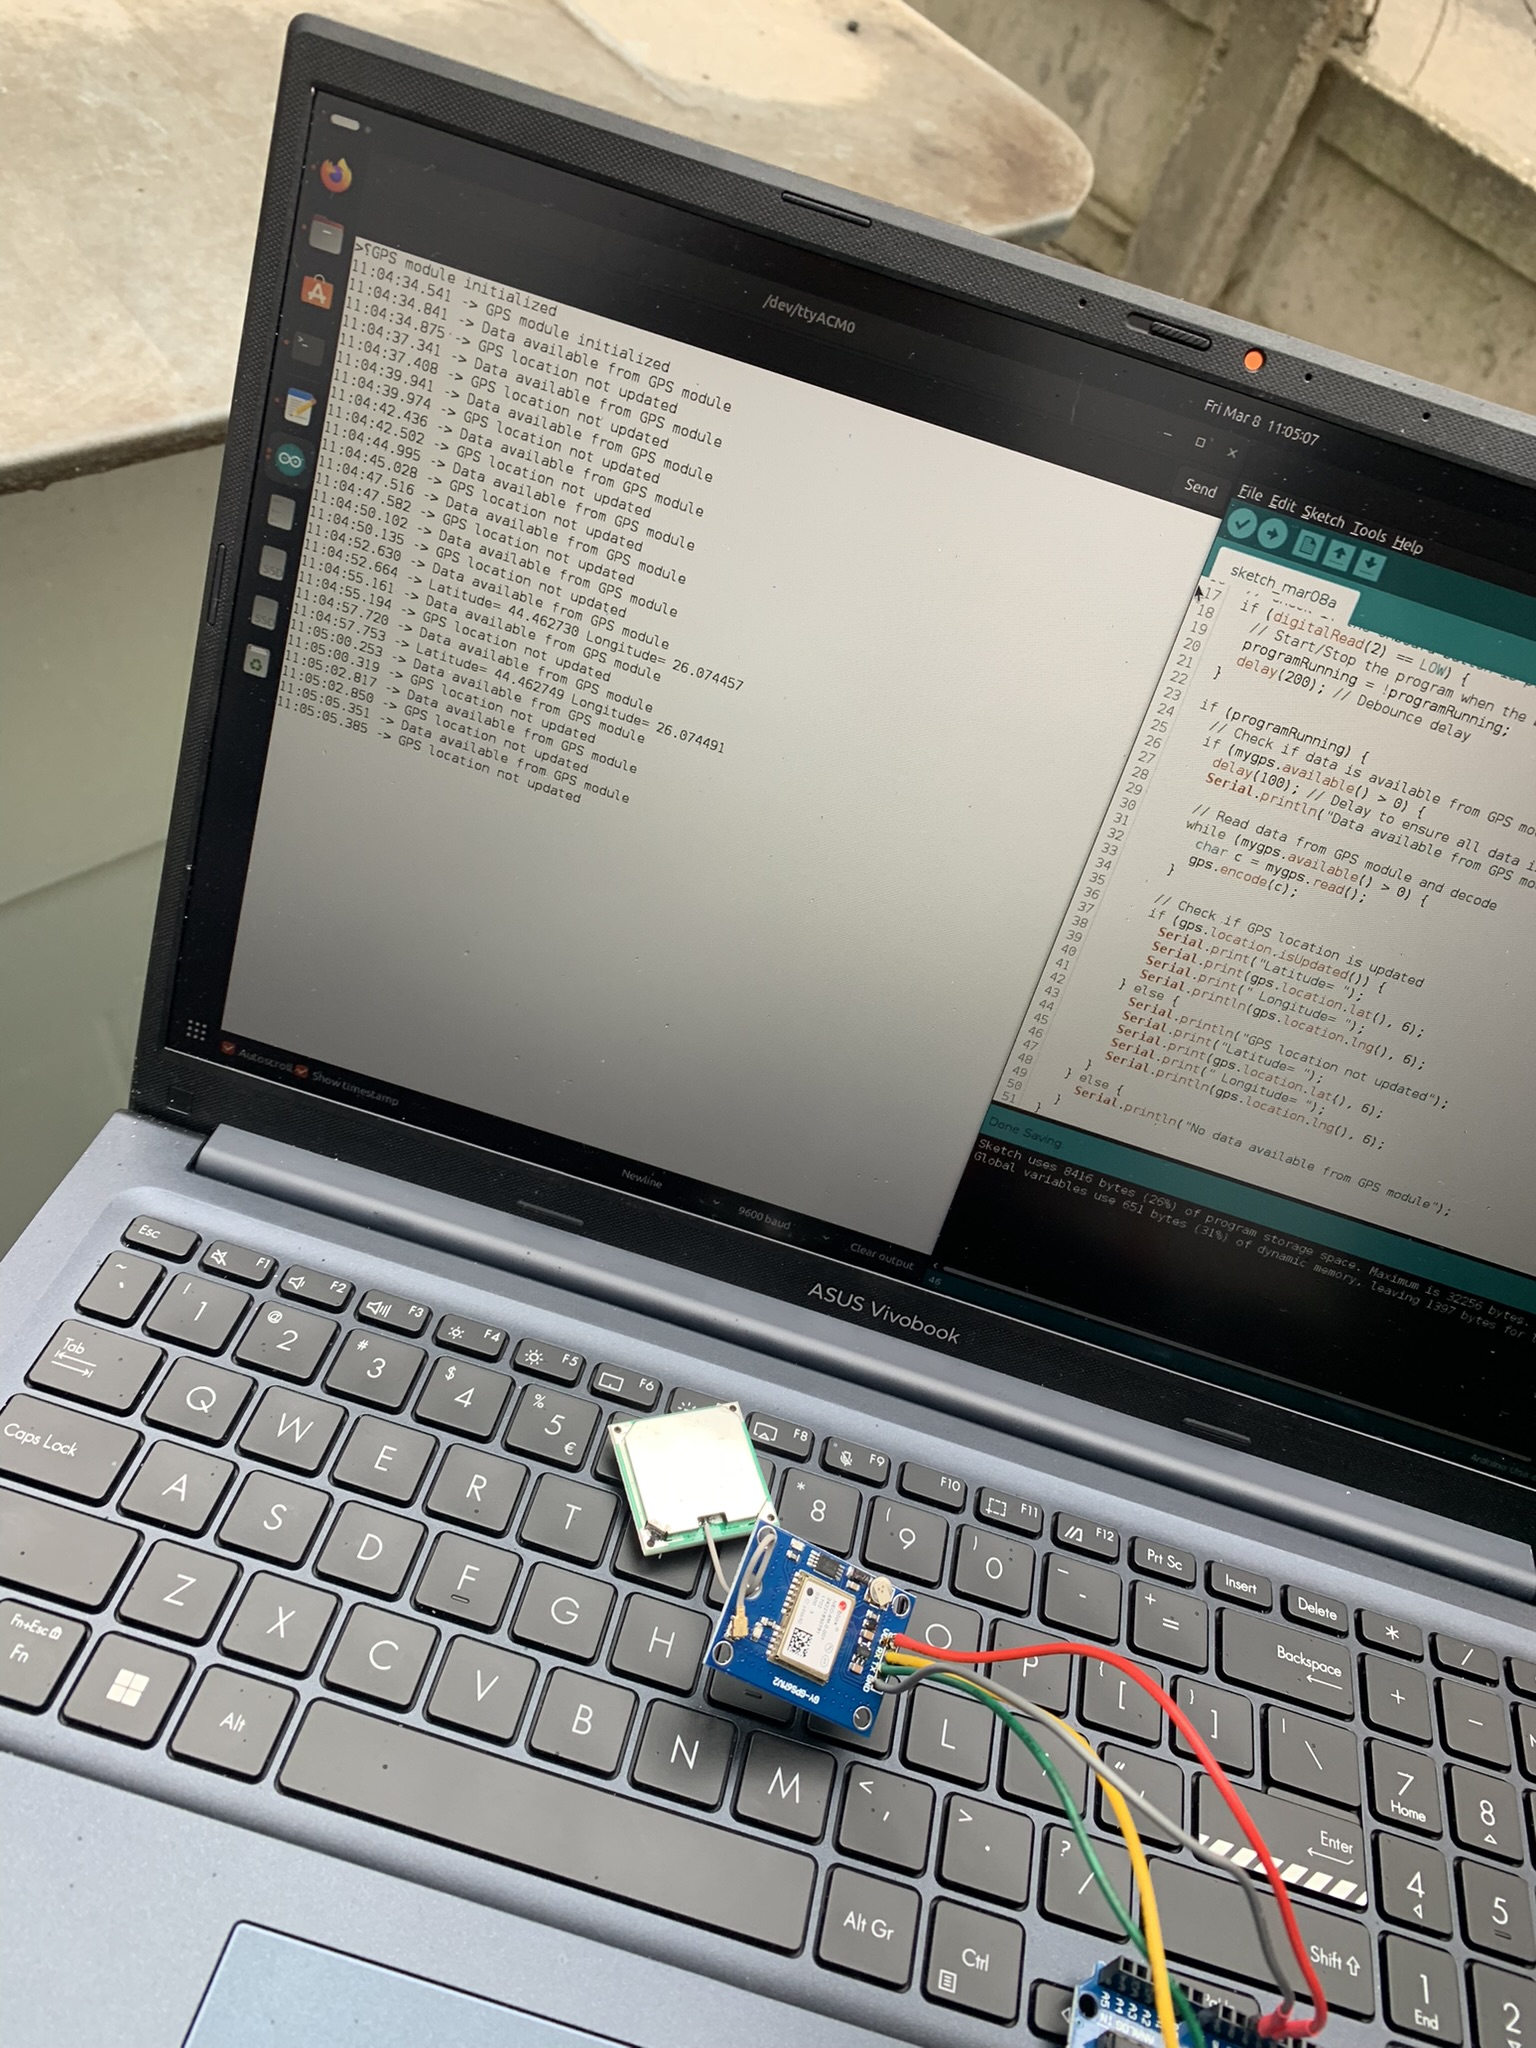 /dev/ttyACM0
Fri Mar 8 11:05:07
>⸮GPS module initialized
11:04:34.541 -> GPS module initialized
11:04:34.841 -> Data available from GPS module
11:04:34.875 -> GPS location not updated
11:04:37.341 -> Data available from GPS module
11:04:37.408 -> GPS location not updated
11:04:39.941 -> Data available from GPS module
11:04:39.974 -> GPS location not updated
11:04:42.436 -> Data available from GPS module
11:04:42.502 -> GPS location not updated
11:04:44.995 -> Data available from GPS module
11:04:45.028 -> GPS location not updated
11:04:47.516 -> Data available from GPS module
11:04:47.582 -> GPS location not updated
11:04:50.102 -> Data available from GPS module
11:04:50.135 -> GPS location not updated
11:04:52.630 -> Data available from GPS module
11:04:52.664 -> Latitude= 44.462730 Longitude= 26.074457
11:04:55.161 -> Data available from GPS module
11:04:55.194 -> GPS location not updated
11:04:57.720 -> Data available from GPS module
11:04:57.753 -> Latitude= 44.462749 Longitude= 26.074491
11:05:00.253 -> Data available from GPS module
11:05:00.319 -> GPS location not updated
11:05:02.817 -> Data available from GPS module
11:05:02.850 -> GPS location not updated
11:05:05.351 -> Data available from GPS module
11:05:05.385 -> GPS location not updated
Send
Autoscroll Show timestamp
Newline
9600 baud
Clear output
File Edit Sketch Tools Help
sketch_mar08a
17
18 if (digitalRead(2) == LOW) {
19 // Start/Stop the program when the
20 programRunning = !programRunning;
21 delay(200); // Debounce delay
22 }
23
24 if (programRunning) {
25 // Check if data is available from GPS mo
26 if (mygps.available() > 0) {
27 delay(100); // Delay to ensure all data i
28 Serial.println("Data available from GPS mo
29
30 // Read data from GPS module and decode
31 while (mygps.available() > 0) {
32 char c = mygps.read();
33 gps.encode(c);
34 }
35
36 // Check if GPS location is updated
37 if (gps.location.isUpdated()) {
38 Serial.print("Latitude= ");
39 Serial.print(gps.location.lat(), 6);
40 Serial.print(" Longitude= ");
41 Serial.println(gps.location.lng(), 6);
42 } else {
43 Serial.println("GPS location not updated");
44 Serial.print("Latitude= ");
45 Serial.print(gps.location.lat(), 6);
46 Serial.print(" Longitude= ");
47 Serial.println(gps.location.lng(), 6);
48 }
49 } else {
50 Serial.println("No data available from GPS module");
51 }
Done Saving
Sketch uses 8416 bytes (26%) of program storage space. Maximum is 32256 bytes.
Global variables use 651 bytes (31%) of dynamic memory, leaving 1397 bytes for
46
ASUS Vivobook
Esc F1 F2 F3 F4 F5 F6 F8 F9 F10 F11 F12 Prt Sc Insert Delete
~ ` ! 1 @ 2 # 3 $ 4 % 5 € * 8 ( 9 ) 0 _ - + = Backspace
Tab Q W E R T O P { [ } ] | \ 7 Home 8
Caps Lock A S D F G H L : ; " ' Enter 4 5
Z X C V B N M < , > . ? / Shift 1 End 2
Fn+Esc Fn Alt Alt Gr Ctrl
GY-GPS6MV2
VCC RX TX GND
A5 A4 A3 A2
ANALOG IN